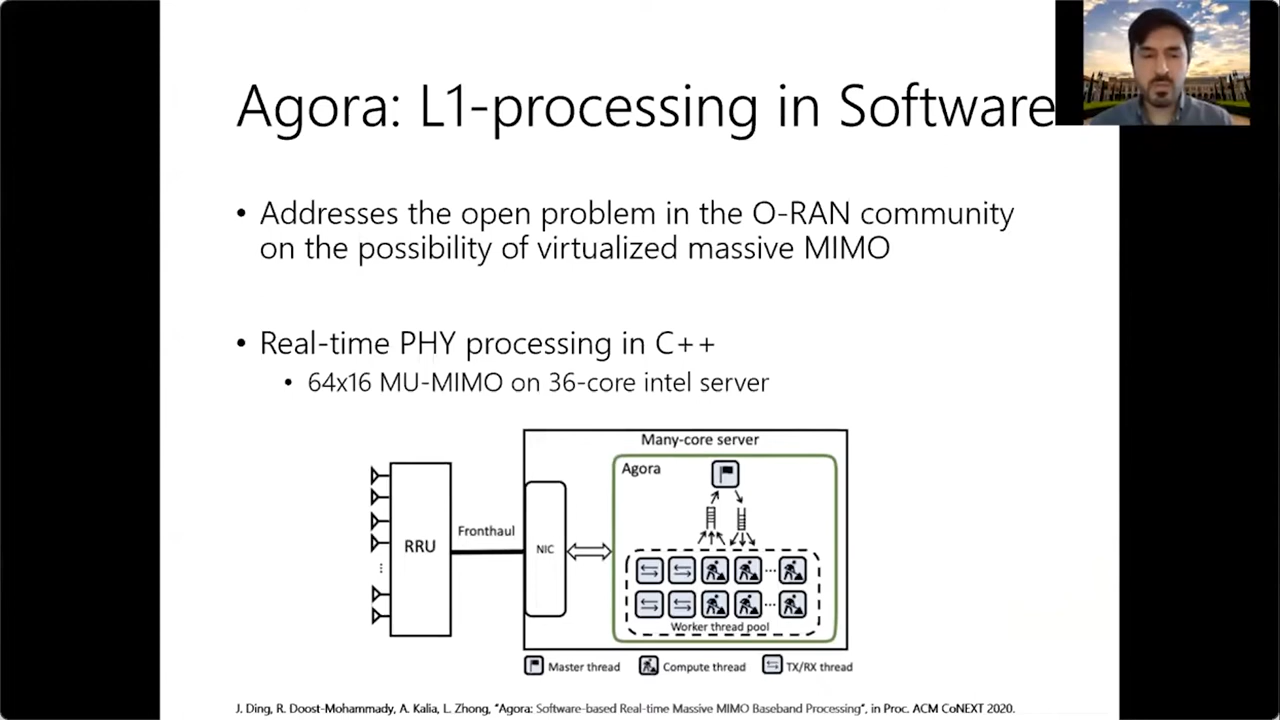 Agora: L1-processing in Software
• Addresses the open problem in the O-RAN community
on the possibility of virtualized massive MIMO
• Real-time PHY processing in C++
• 64x16 MU-MIMO on 36-core intel server
Many-core server
Agora
RRU
Fronthaul
NIC
Worker thread pool
Master thread
Compute thread
TX/RX thread
J. Ding, R. Doost-Mohammady, A. Kalia, L. Zhong, "Agora: Software-based Real-time Massive MIMO Baseband Processing", in Proc. ACM CoNEXT 2020.